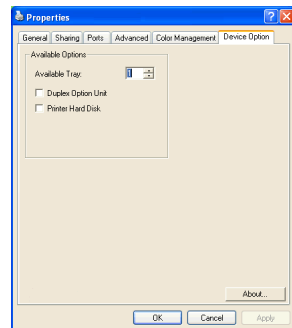 Properties
General Sharing Ports Advanced Color Management Device Option
Available Options
Available Tray: 1
Duplex Option Unit
Printer Hard Disk
About...
OK Cancel Apply